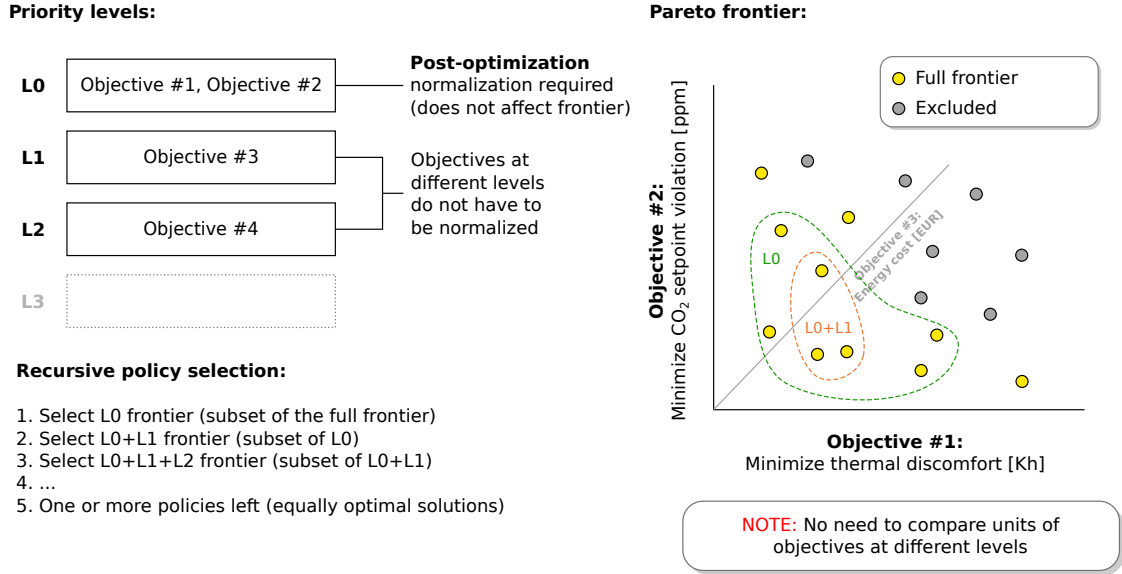 Priority levels:
L0
Objective #1, Objective #2
Post-optimization
normalization required
(does not affect frontier)
L1
Objective #3
L2
Objective #4
Objectives at
different levels
do not have to
be normalized
L3
Recursive policy selection:
1. Select L0 frontier (subset of the full frontier)
2. Select L0+L1 frontier (subset of L0)
3. Select L0+L1+L2 frontier (subset of L0+L1)
4. ...
5. One or more policies left (equally optimal solutions)
Pareto frontier:
Full frontier
Excluded
Objective #2:
Minimize CO2 setpoint violation [ppm]
Objective #3:
Energy cost [EUR]
L0
L0+L1
Objective #1:
Minimize thermal discomfort [Kh]
NOTE: No need to compare units of
objectives at different levels